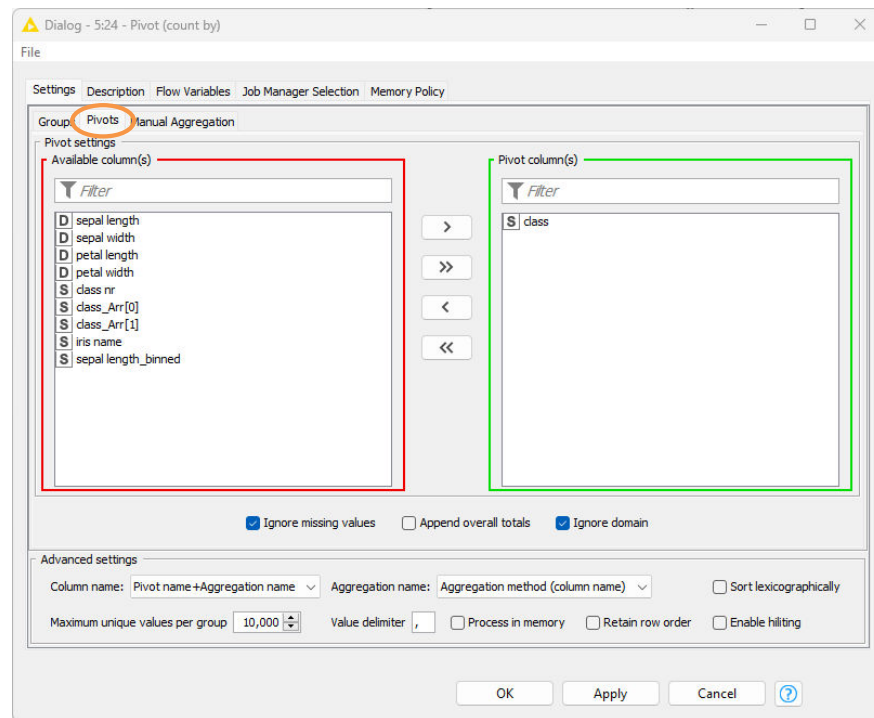 Dialog - 5:24 - Pivot (count by)
File
Settings Description Flow Variables Job Manager Selection Memory Policy
Groups Pivots Manual Aggregation
Pivot settings
Available column(s)
Filter
D sepal length
D sepal width
D petal length
D petal width
S class nr
S class_Arr[0]
S class_Arr[1]
S iris name
S sepal length_binned
>
>>
<
<<
Pivot column(s)
Filter
S class
Ignore missing values Append overall totals Ignore domain
Advanced settings
Column name: Pivot name+Aggregation name Aggregation name: Aggregation method (column name) Sort lexicographically
Maximum unique values per group 10,000 Value delimiter , Process in memory Retain row order Enable hiliting
OK Apply Cancel ?